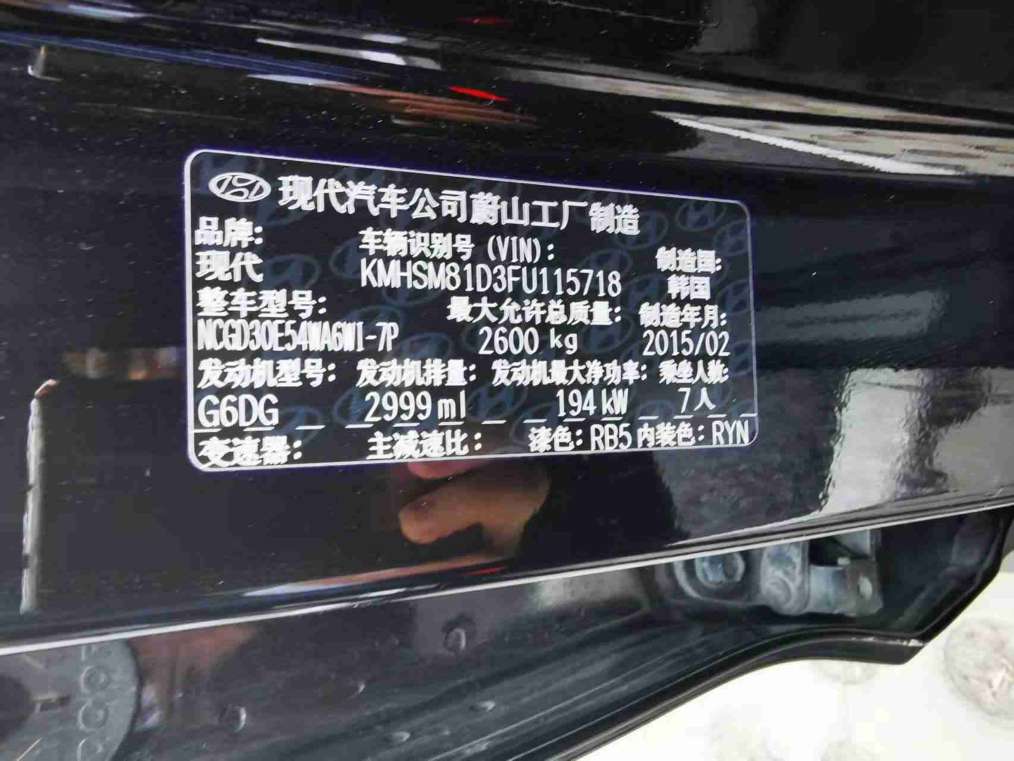 现代汽车公司蔚山工厂制造
品牌: 车辆识别号 (VIN): 制造国:
现代 KMHSM81D3FU115718 韩国
整车型号: 最大允许总质量: 制造年月:
NCGD30E54WA6WI-7P 2600 kg 2015/02
发动机型号: 发动机排量: 发动机最大净功率: 乘坐人数:
G6DG 2999 ml 194 kW 7人
变速器: 主减速比: 漆色: RB5 内装色: RYN